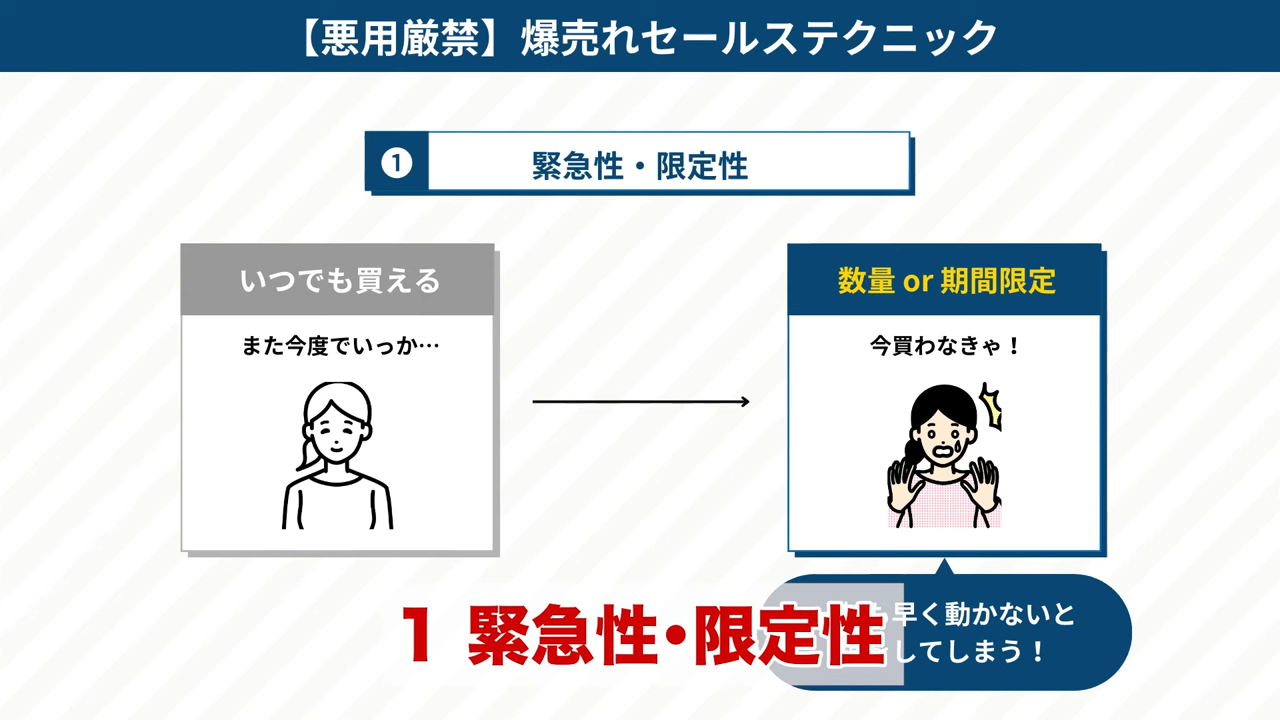 【悪用厳禁】爆売れセールステクニック
1 緊急性・限定性
いつでも買える
また今度でいっか…
数量 or 期間限定
今買わなきゃ！
早く動かないと
してしまう！
1 緊急性・限定性